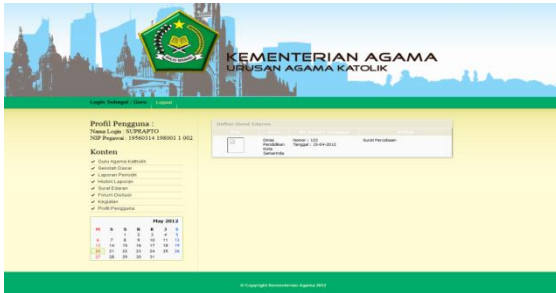 KEMENTERIAN AGAMA
URUSAN AGAMA KATOLIK
Login Sebagai : Guru Logout
Profil Pengguna :
Nama Login : SUPRAPTO
NIP Pegawai : 19560314 198003 1 002
Konten
Guru Agama Katholik
Sekolah Dasar
Laporan Periodik
Histori Laporan
Surat Edaran
Forum Diskusi
Kegiatan
Profil Pengguna
May 2012
M S S R K J S
1 2 3 4 5
6 7 8 9 10 11 12
13 14 15 16 17 18 19
20 21 22 23 24 25 26
27 28 29 30 31
Daftar Surat Edaran
Dinas Pendidikan Kota Samarinda
Nomor : 123
Tanggal : 25-04-2012
Surat Percobaan
© Copyright Kementerian Agama 2012